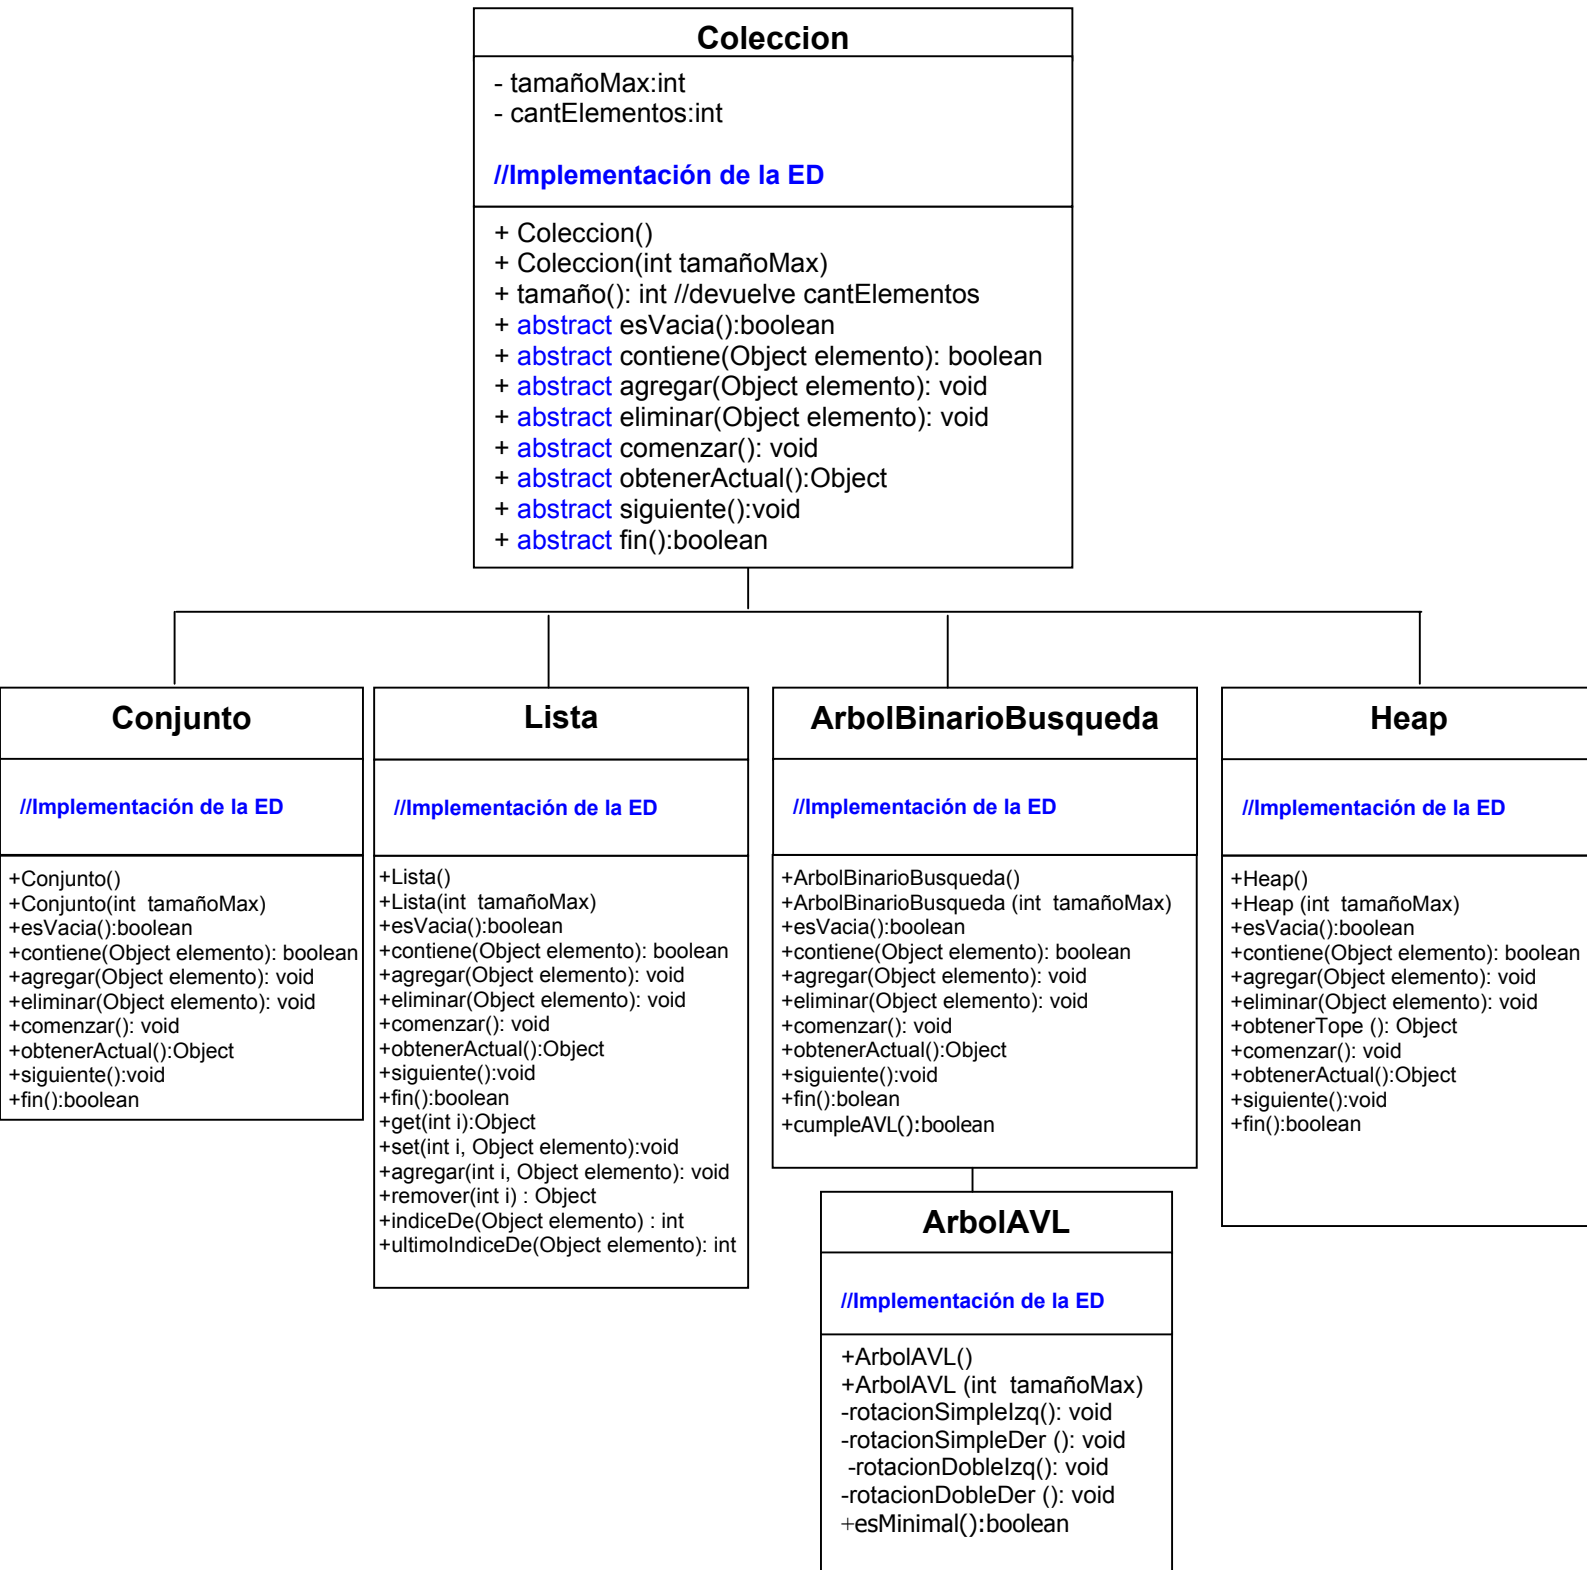 Coleccion
- tamañoMax:int
- cantElementos:int
//Implementación de la ED
+ Coleccion()
+ Coleccion(int tamañoMax)
+ tamaño(): int //devuelve cantElementos
+ abstract esVacia():boolean
+ abstract contiene(Object elemento): boolean
+ abstract agregar(Object elemento): void
+ abstract eliminar(Object elemento): void
+ abstract comenzar(): void
+ abstract obtenerActual():Object
+ abstract siguiente():void
+ abstract fin():boolean
Conjunto
//Implementación de la ED
+Conjunto()
+Conjunto(int tamañoMax)
+esVacia():boolean
+contiene(Object elemento): boolean
+agregar(Object elemento): void
+eliminar(Object elemento): void
+comenzar(): void
+obtenerActual():Object
+siguiente():void
+fin():boolean
Lista
//Implementación de la ED
+Lista()
+Lista(int tamañoMax)
+esVacia():boolean
+contiene(Object elemento): boolean
+agregar(Object elemento): void
+eliminar(Object elemento): void
+comenzar(): void
+obtenerActual():Object
+siguiente():void
+fin():boolean
+get(int i):Object
+set(int i, Object elemento):void
+agregar(int i, Object elemento): void
+remover(int i) : Object
+indiceDe(Object elemento) : int
+ultimoIndiceDe(Object elemento): int
ArbolBinarioBusqueda
//Implementación de la ED
+ArbolBinarioBusqueda()
+ArbolBinarioBusqueda (int tamañoMax)
+esVacia():boolean
+contiene(Object elemento): boolean
+agregar(Object elemento): void
+eliminar(Object elemento): void
+comenzar(): void
+obtenerActual():Object
+siguiente():void
+fin():bolean
+cumpleAVL():boolean
Heap
//Implementación de la ED
+Heap()
+Heap (int tamañoMax)
+esVacia():boolean
+contiene(Object elemento): boolean
+agregar(Object elemento): void
+eliminar(Object elemento): void
+obtenerTope (): Object
+comenzar(): void
+obtenerActual():Object
+siguiente():void
+fin():boolean
ArbolAVL
//Implementación de la ED
+ArbolAVL()
+ArbolAVL (int tamañoMax)
-rotacionSimpleIzq(): void
-rotacionSimpleDer (): void
-rotacionDobleIzq(): void
-rotacionDobleDer (): void
+esMinimal():boolean